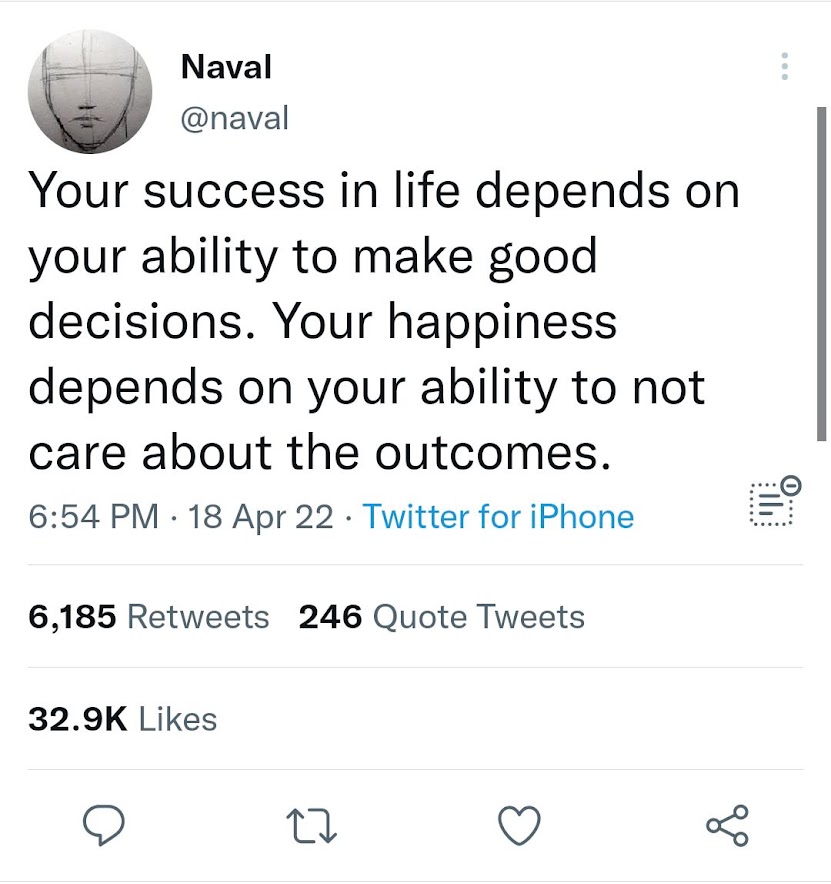 Naval
@naval
Your success in life depends on
your ability to make good
decisions. Your happiness
depends on your ability to not
care about the outcomes.
6:54 PM · 18 Apr 22 · Twitter for iPhone
6,185 Retweets 246 Quote Tweets
32.9K Likes